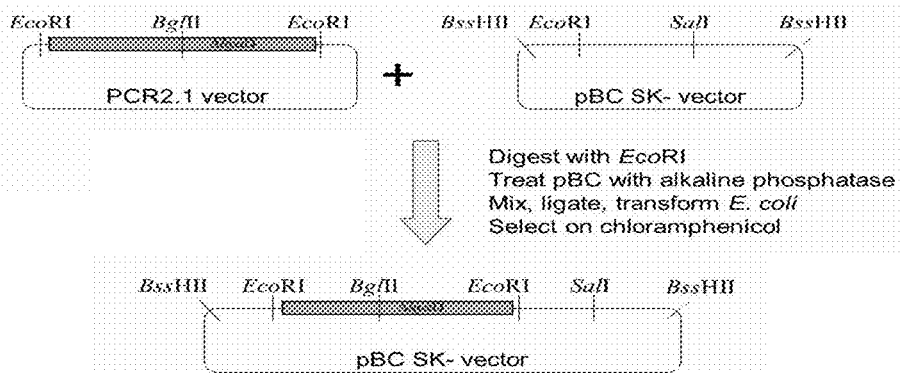 EcoRI BglII EcoRI BssHII EcoRI SalI BssHII
PCR2.1 vector + pBC SK- vector
Digest with EcoRI
Treat pBC with alkaline phosphatase
Mix, ligate, transform E. coli
Select on chloramphenicol
BssHII EcoRI BglII EcoRI SalI BssHII
pBC SK- vector